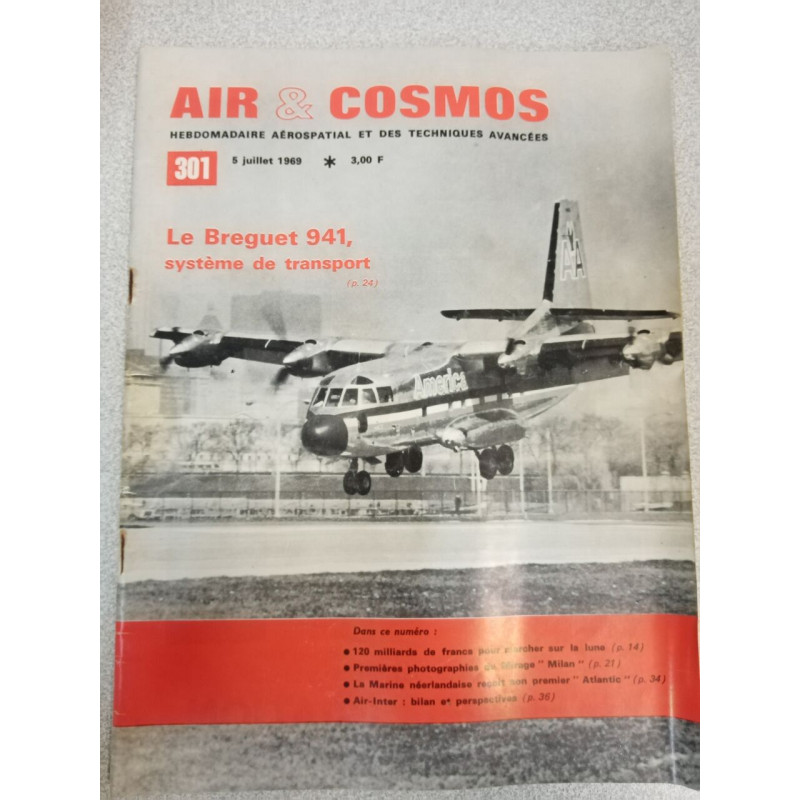 AIR & COSMOS
HEBDOMADAIRE AÉROSPATIAL ET DES TECHNIQUES AVANCÉES
301 5 juillet 1969 * 3,00 F
Le Breguet 941,
système de transport
(p. 24)
AA
America
Dans ce numéro :
● 120 milliards de francs pour marcher sur la lune (p. 14)
● Premières photographies du Mirage " Milan " (p. 21)
● La Marine néerlandaise reçoit son premier " Atlantic " (p. 34)
● Air-Inter : bilan et perspectives (p. 36)